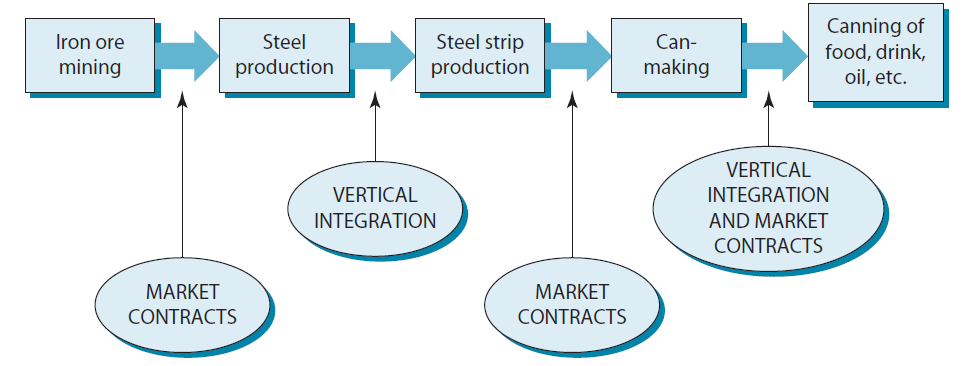 Iron ore
mining
Steel
production
Steel strip
production
Can-
making
Canning of
food, drink,
oil, etc.
MARKET
CONTRACTS
VERTICAL
INTEGRATION
MARKET
CONTRACTS
VERTICAL
INTEGRATION
AND MARKET
CONTRACTS